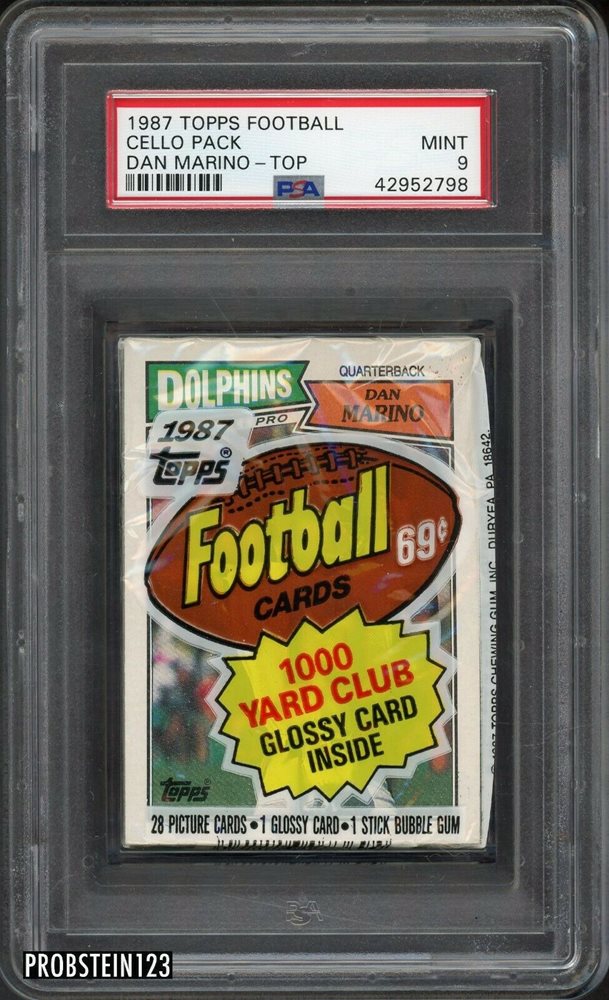 1987 TOPPS FOOTBALL
CELLO PACK MINT
DAN MARINO – TOP 9
PSA 42952798
DOLPHINS
QUARTERBACK
DAN
MARINO
PRO
1987
Topps®
Football
69¢
CARDS
1000
YARD CLUB
GLOSSY CARD
INSIDE
Topps®
28 PICTURE CARDS • 1 GLOSSY CARD • 1 STICK BUBBLE GUM
TOPPS CHEWING GUM, INC., DURYEA, PA. 18642.
PSA
PROBSTEIN123